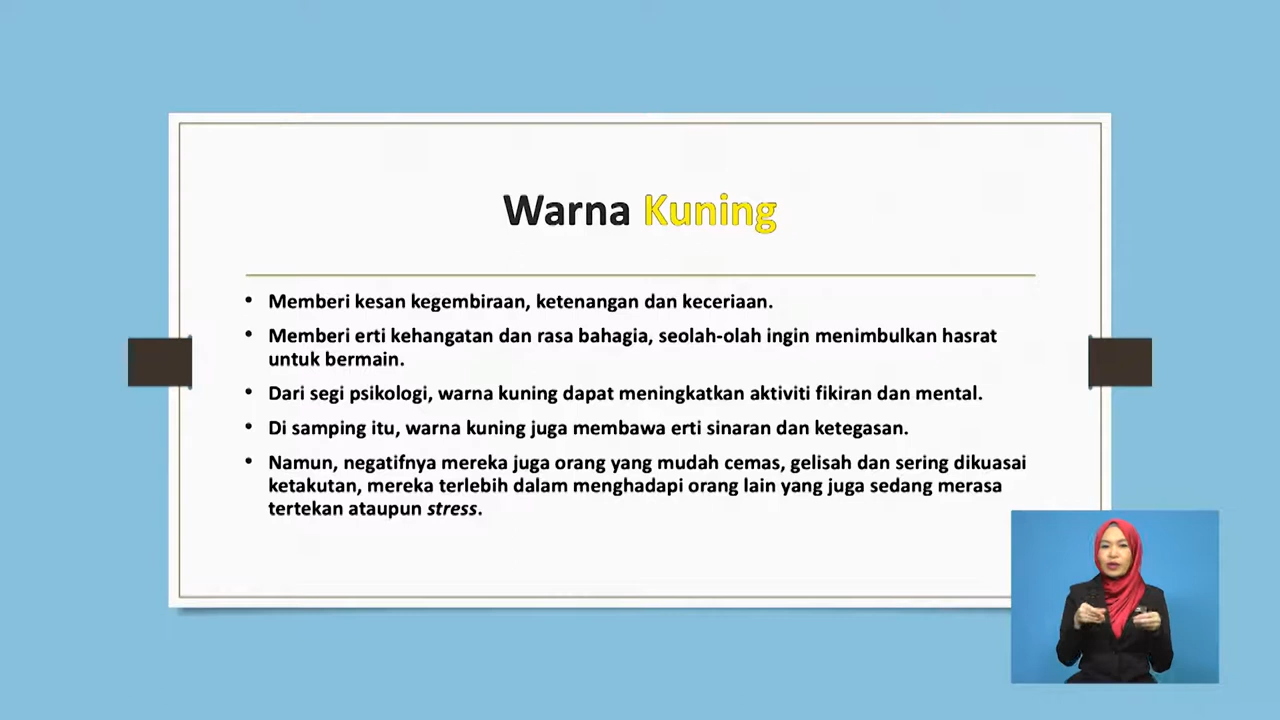 Warna Kuning
• Memberi kesan kegembiraan, ketenangan dan keceriaan.
• Memberi erti kehangatan dan rasa bahagia, seolah-olah ingin menimbulkan hasrat
untuk bermain.
• Dari segi psikologi, warna kuning dapat meningkatkan aktiviti fikiran dan mental.
• Di samping itu, warna kuning juga membawa erti sinaran dan ketegasan.
• Namun, negatifnya mereka juga orang yang mudah cemas, gelisah dan sering dikuasai
ketakutan, mereka terlebih dalam menghadapi orang lain yang juga sedang merasa
tertekan ataupun stress.